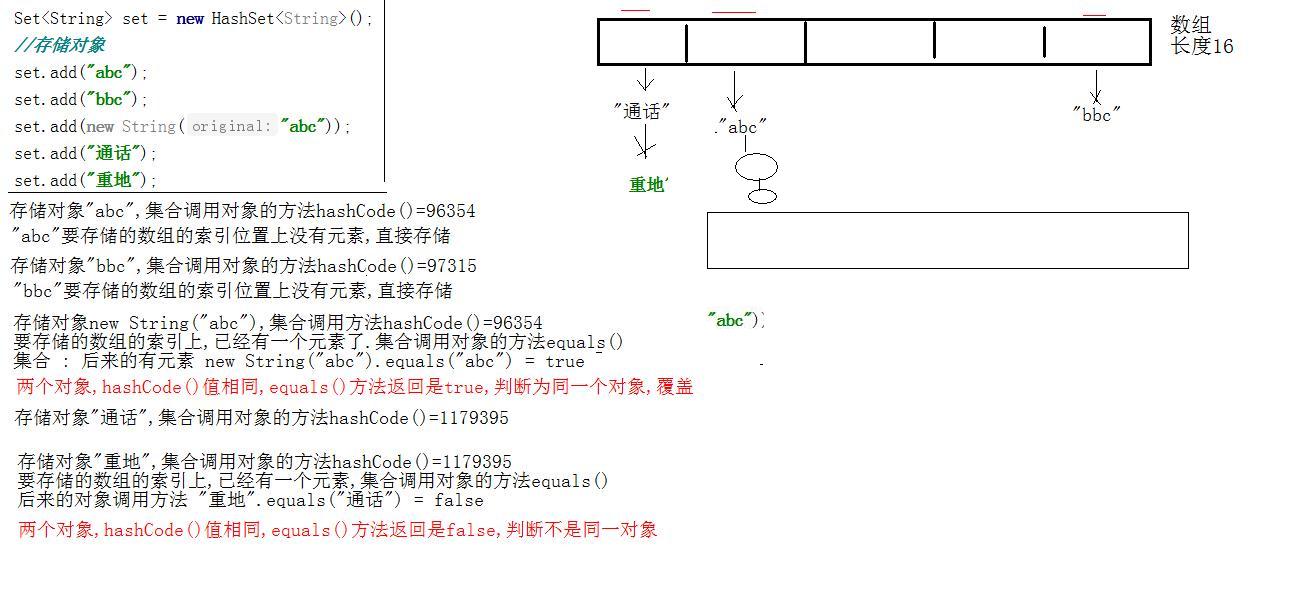 Set<String> set = new HashSet<String>();
//存储对象
set.add("abc");
set.add("bbc");
set.add(new String( original: "abc"));
set.add("通话");
set.add("重地");
存储对象"abc",集合调用对象的方法hashCode()=96354
"abc"要存储的数组的索引位置上没有元素,直接存储
存储对象"bbc",集合调用对象的方法hashCode()=97315
"bbc"要存储的数组的索引位置上没有元素,直接存储
存储对象new String("abc"),集合调用方法hashCode()=96354
要存储的数组的索引上,已经有一个元素了.集合调用对象的方法equals()
集合 : 后来的有元素 new String("abc").equals("abc") = true
两个对象,hashCode()值相同,equals()方法返回是true,判断为同一个对象,覆盖
存储对象"通话",集合调用对象的方法hashCode()=1179395
存储对象"重地",集合调用对象的方法hashCode()=1179395
要存储的数组的索引上,已经有一个元素,集合调用对象的方法equals()
后来的对象调用方法 "重地".equals("通话") = false
两个对象,hashCode()值相同,equals()方法返回是false,判断不是同一对象
数组
长度16
"通话"
."abc"
"bbc"
重地'
"abc"))